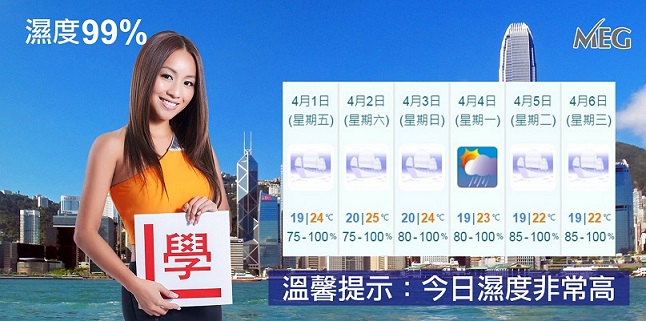 濕度99%
MEG
4月1日 4月2日 4月3日 4月4日 4月5日 4月6日
(星期五) (星期六) (星期日) (星期一) (星期二) (星期三)
19|24℃ 20|25℃ 20|24℃ 19|23℃ 19|22℃ 19|22℃
75-100% 75-100% 80-100% 80-100% 85-100% 85-100%
學
溫馨提示：今日濕度非常高